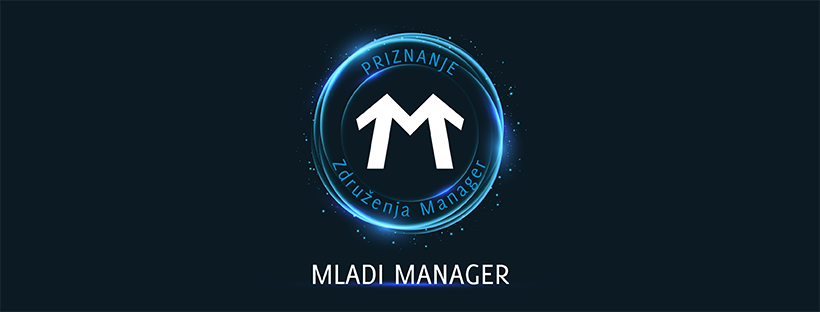 PRIZNANJE
Združenja Manager
MLADI MANAGER